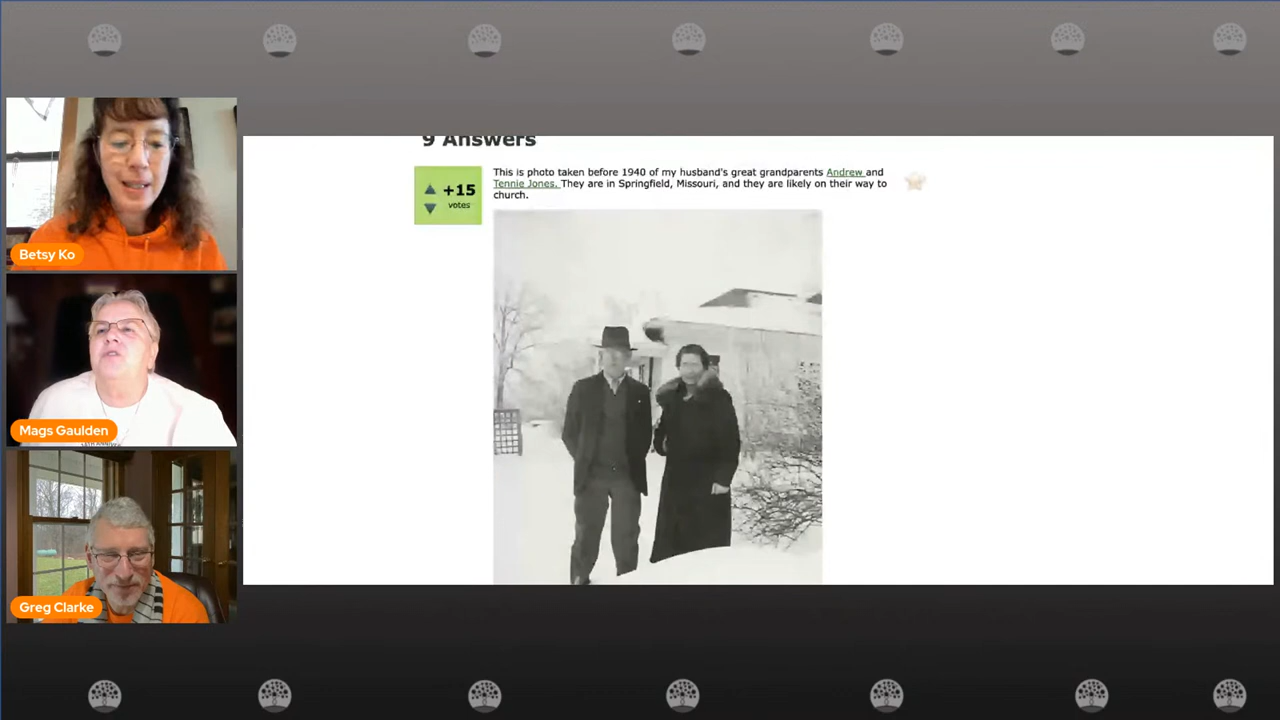 Betsy Ko
Mags Gaulden
Greg Clarke
9 Answers
+15
votes
This is photo taken before 1940 of my husband's great grandparents Andrew and
Tennie Jones. They are in Springfield, Missouri, and they are likely on their way to
church.